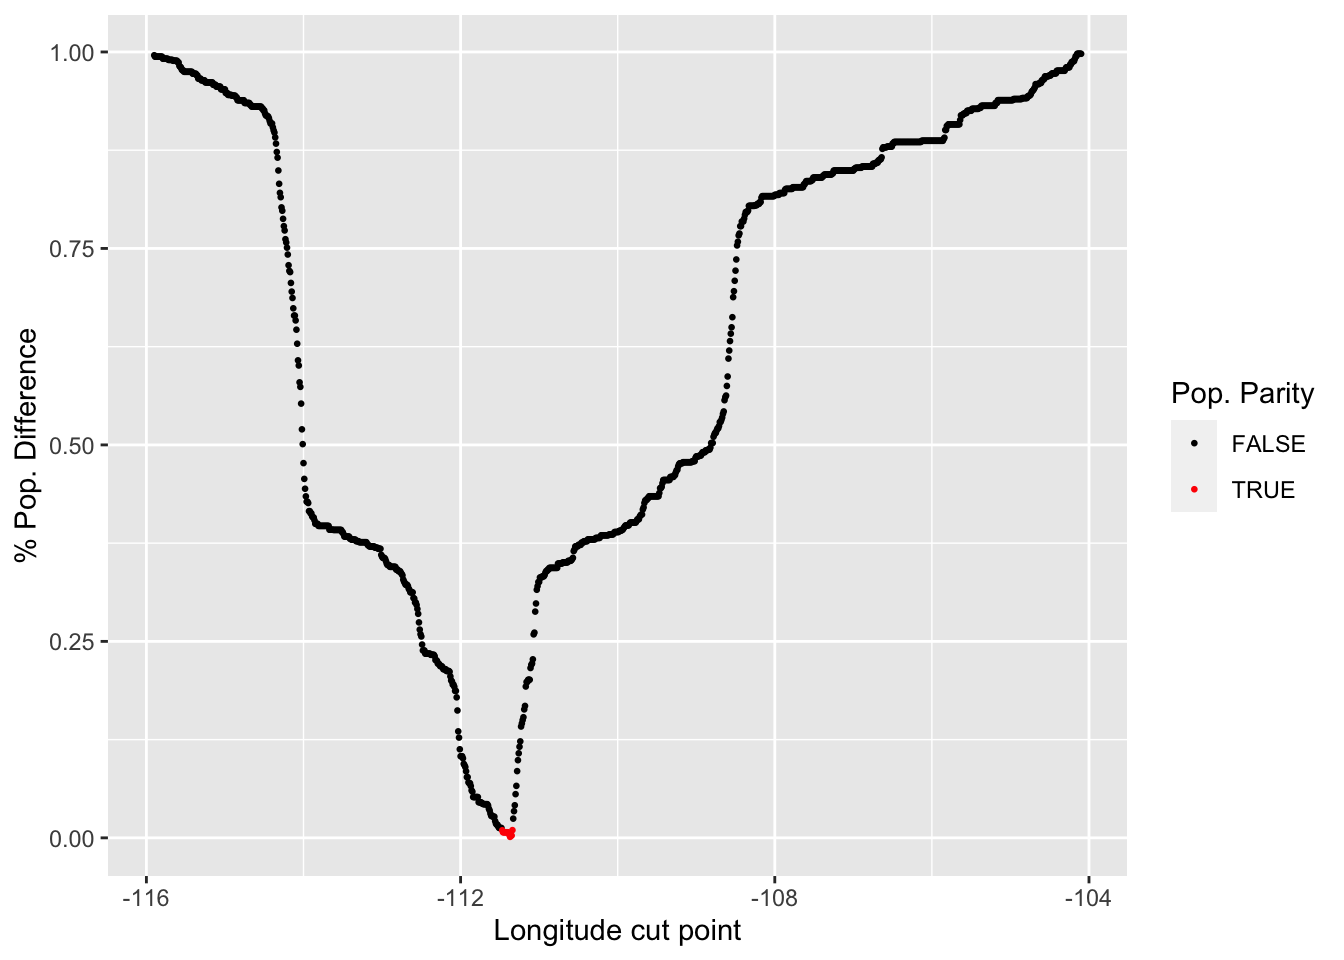 1.00
0.75
0.50
0.25
0.00
% Pop. Difference
-116
-112
-108
-104
Longitude cut point
Pop. Parity
FALSE
TRUE